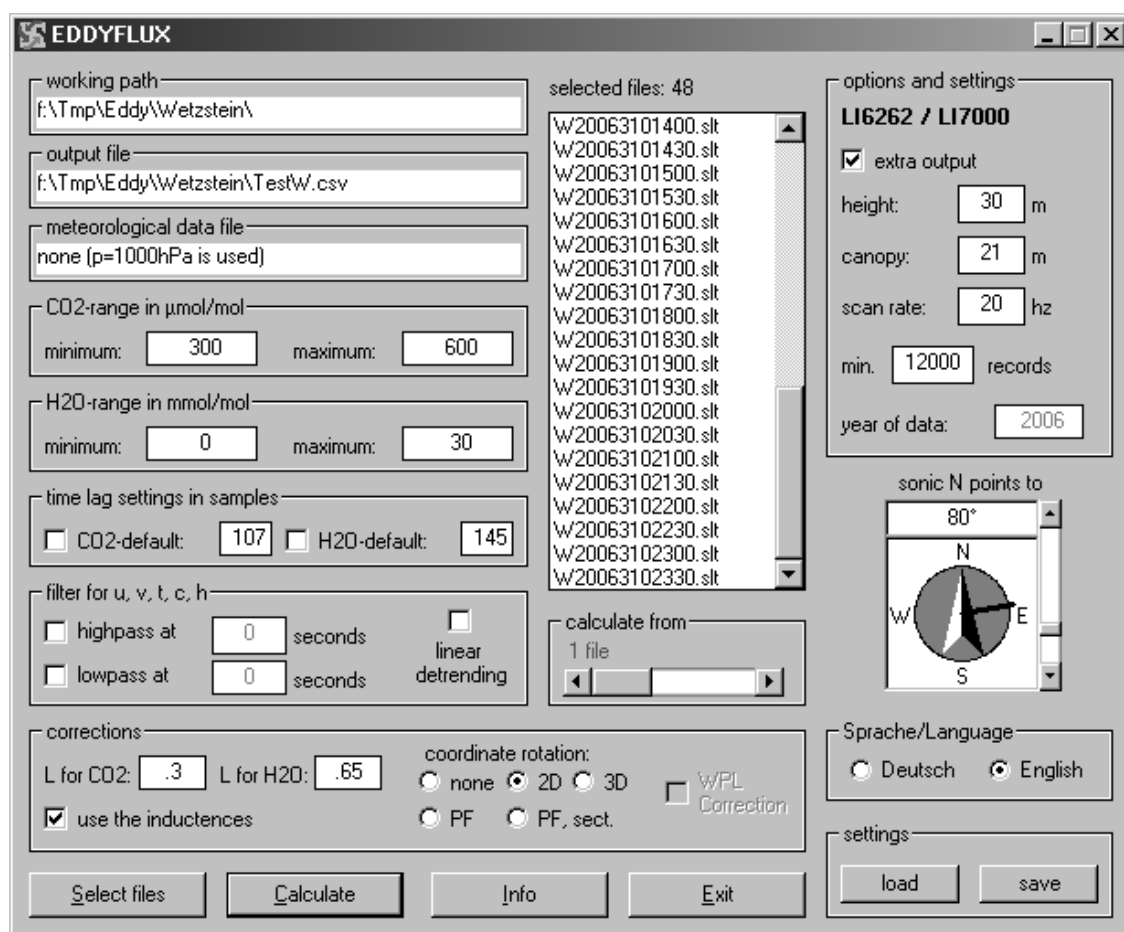 EDDYFLUX
working path
f:\Tmp\Eddy\Wetzstein\
output file
f:\Tmp\Eddy\Wetzstein\TestW.csv
meteorological data file
none (p=1000hPa is used)
CO2-range in µmol/mol
minimum: 300 maximum: 600
H2O-range in mmol/mol
minimum: 0 maximum: 30
time lag settings in samples
CO2-default: 107 H2O-default: 145
filter for u, v, t, c, h
highpass at 0 seconds
lowpass at 0 seconds
linear
detrending
selected files: 48
W20063101400.slt
W20063101430.slt
W20063101500.slt
W20063101530.slt
W20063101600.slt
W20063101630.slt
W20063101700.slt
W20063101730.slt
W20063101800.slt
W20063101830.slt
W20063101900.slt
W20063101930.slt
W20063102000.slt
W20063102030.slt
W20063102100.slt
W20063102130.slt
W20063102200.slt
W20063102230.slt
W20063102300.slt
W20063102330.slt
calculate from
1 file
options and settings
LI6262 / LI7000
extra output
height: 30 m
canopy: 21 m
scan rate: 20 hz
min. 12000 records
year of data: 2006
sonic N points to
80°
N
W E
S
corrections
L for CO2: .3 L for H2O: .65
use the inductences
coordinate rotation:
none 2D 3D
PF PF, sect.
WPL
Correction
Sprache/Language
Deutsch English
settings
load save
Select files Calculate Info Exit